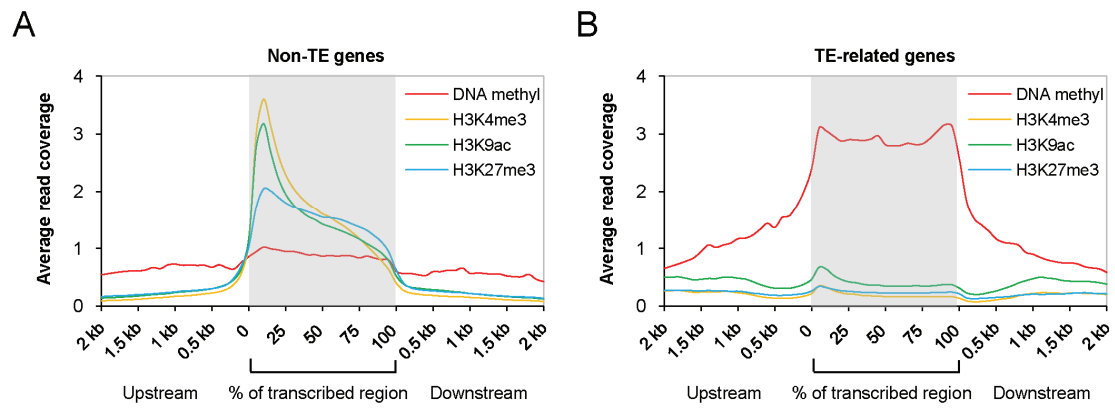 A
Non-TE genes
Average read coverage
4
3
2
1
0
DNA methyl
H3K4me3
H3K9ac
H3K27me3
2 kb
1.5 kb
1 kb
0.5 kb
0
25
50
75
100
0.5 kb
1 kb
1.5 kb
2 kb
Upstream
% of transcribed region
Downstream
B
TE-related genes
Average read coverage
4
3
2
1
0
DNA methyl
H3K4me3
H3K9ac
H3K27me3
2 kb
1.5 kb
1 kb
0.5 kb
0
25
50
75
100
0.5 kb
1 kb
1.5 kb
2 kb
Upstream
% of transcribed region
Downstream